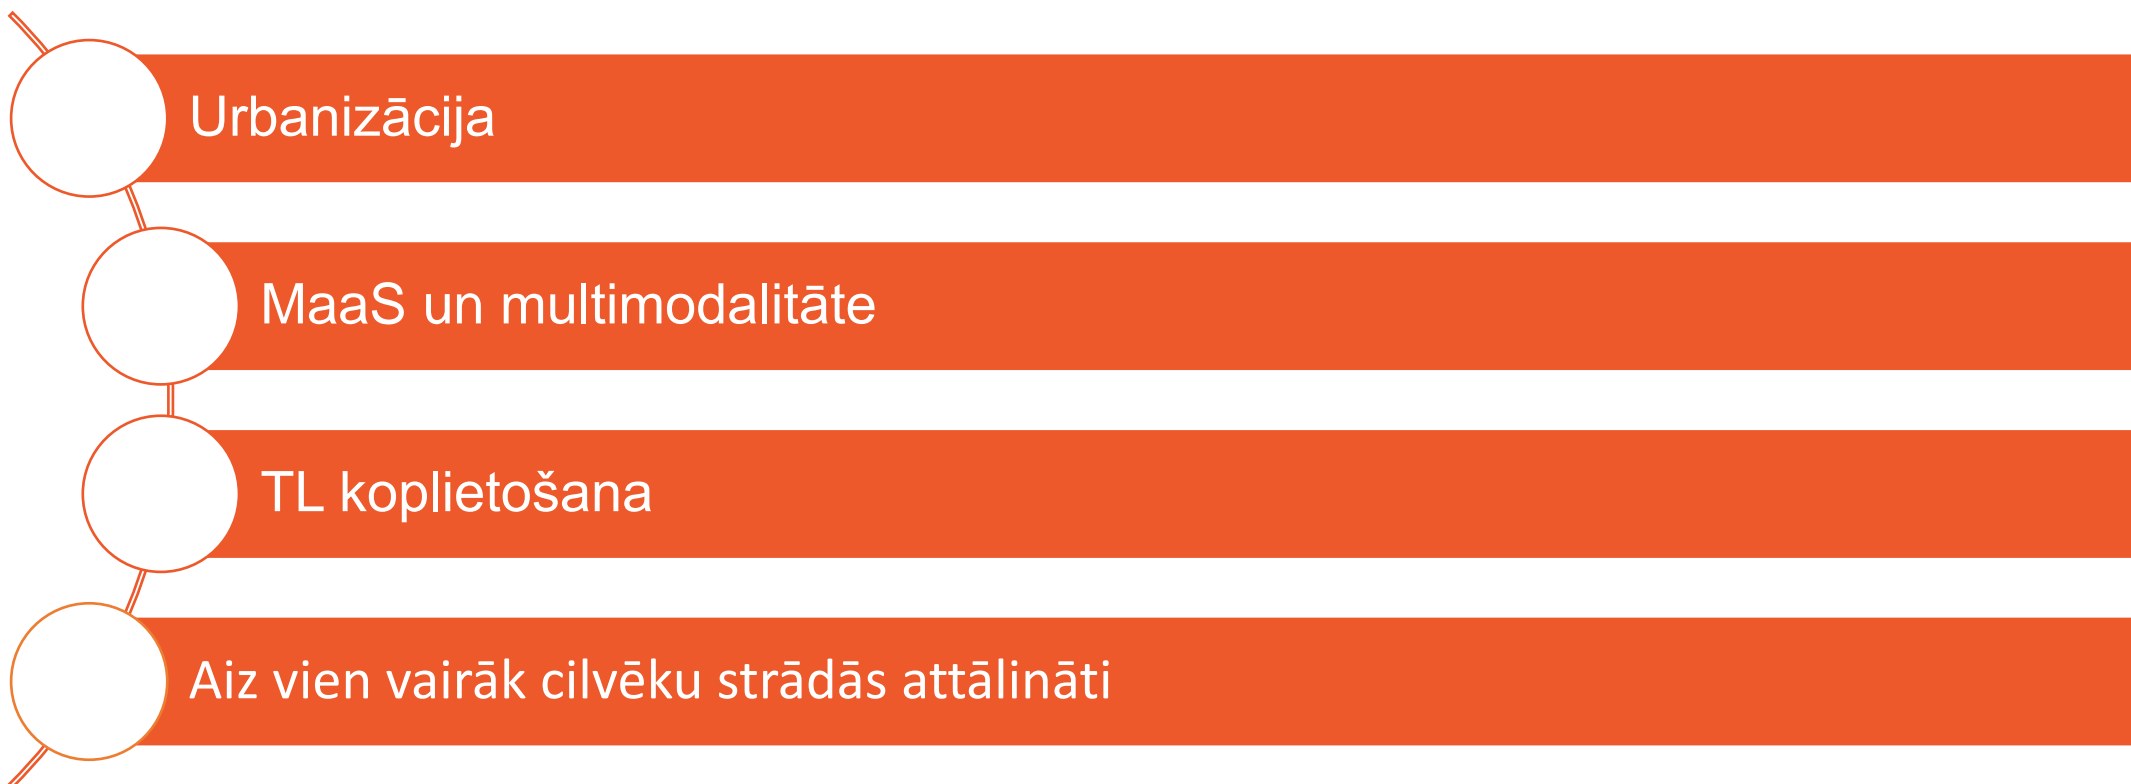 Urbanizācija
MaaS un multimodalitāte
TL koplietošana
Aiz vien vairāk cilvēku strādās attālināti